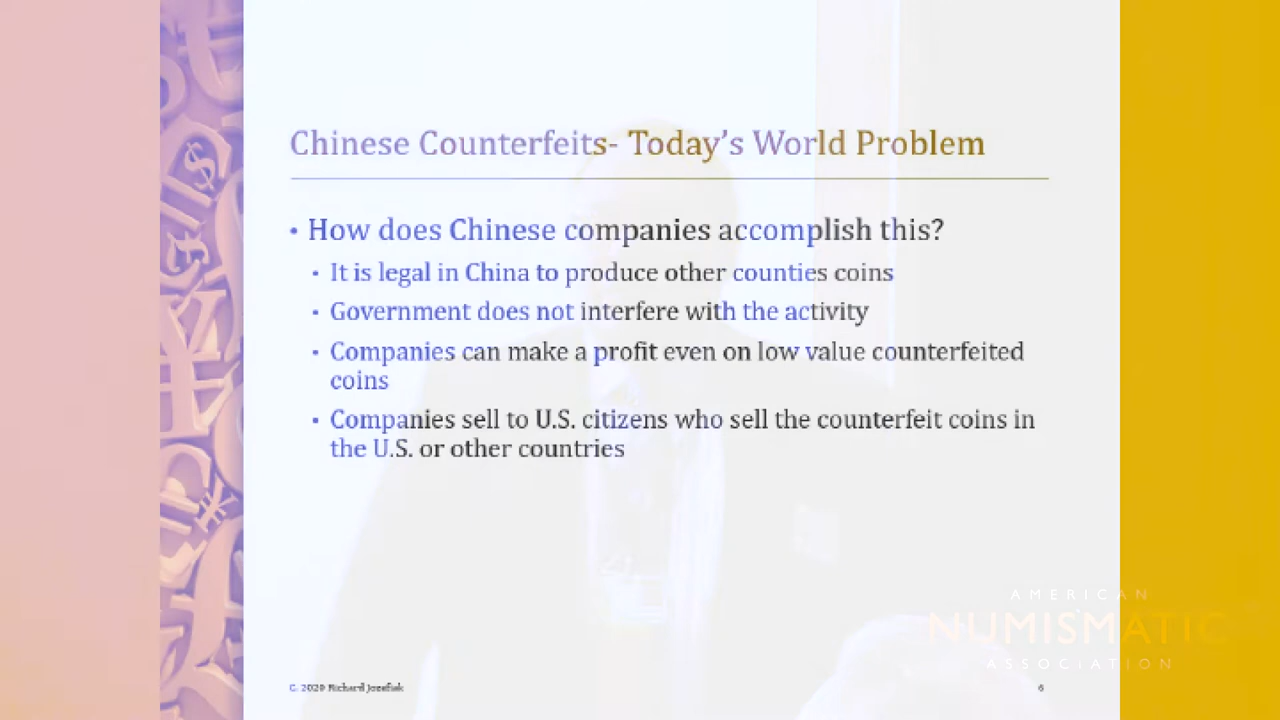 Chinese Counterfeits- Today's World Problem
• How does Chinese companies accomplish this?
• It is legal in China to produce other counties coins
• Government does not interfere with the activity
• Companies can make a profit even on low value counterfeited
coins
• Companies sell to U.S. citizens who sell the counterfeit coins in
the U.S. or other countries
AMERICAN
NUMISMATIC
ASSOCIATION
C. 2020 Richard Jozefiak
6